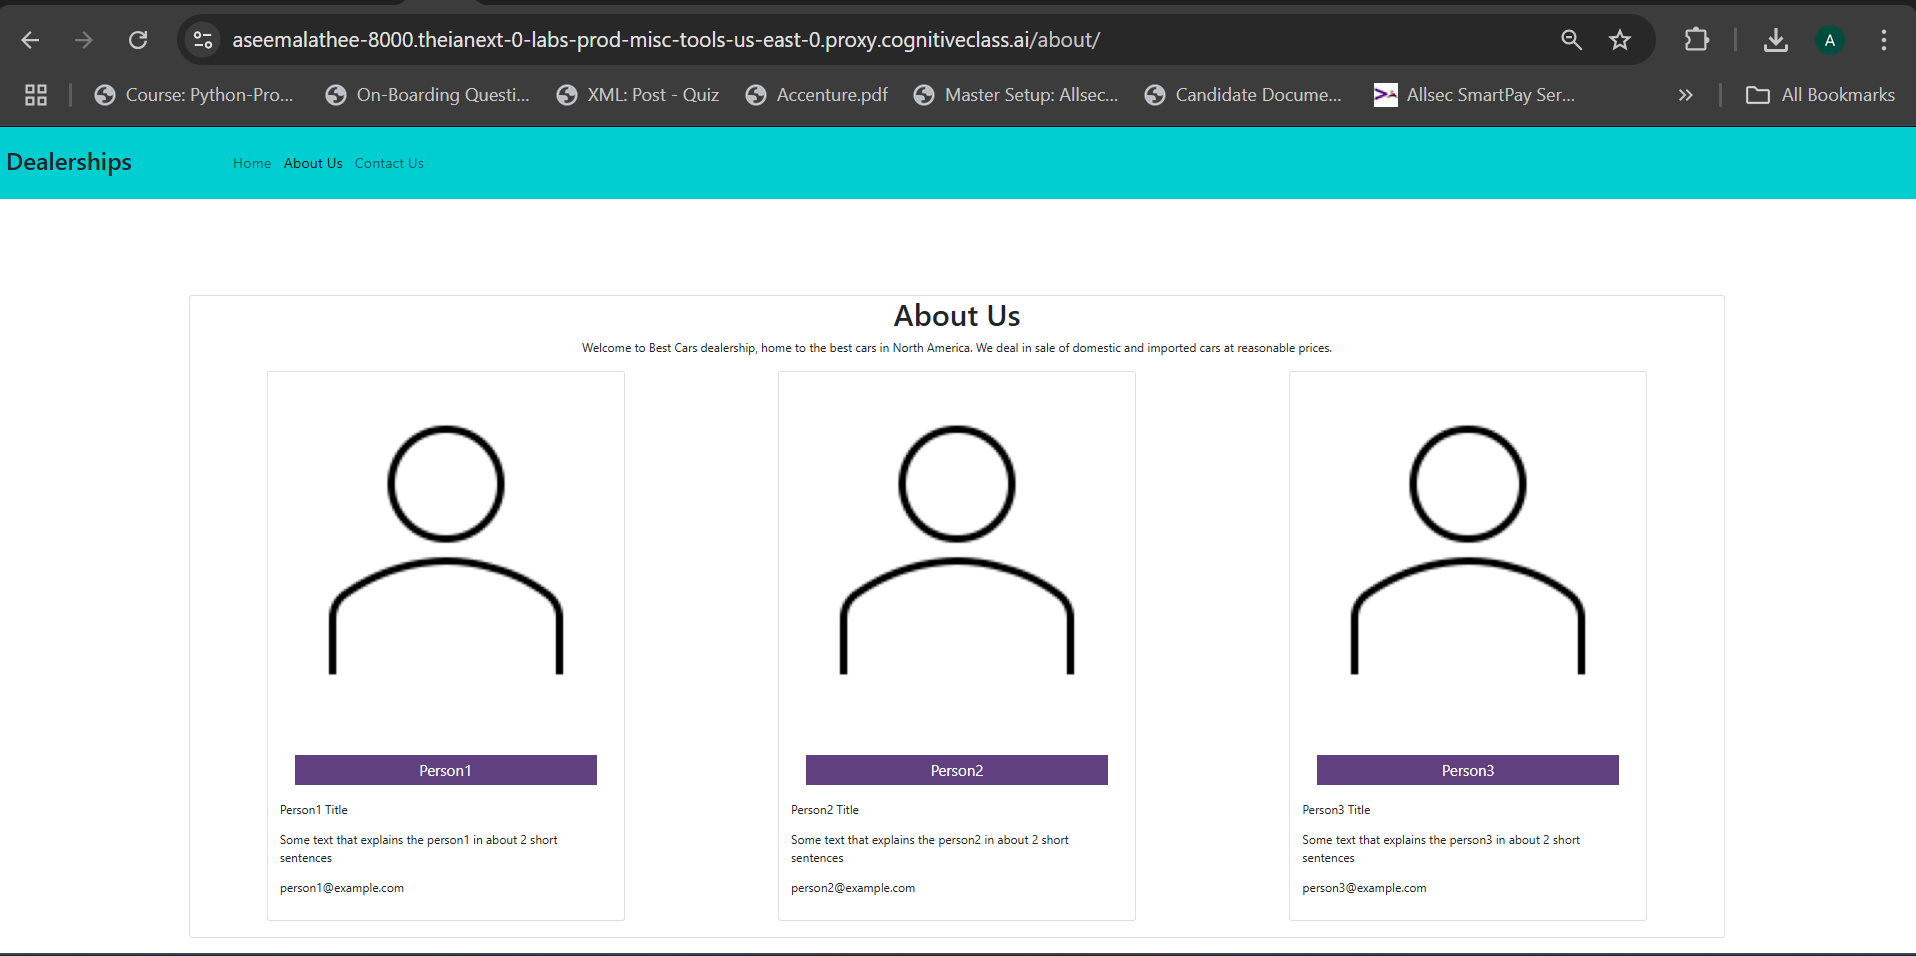 aseemalathee-8000.theianext-0-labs-prod-misc-tools-us-east-0.proxy.cognitiveclass.ai/about/
A
Course: Python-Pro...
On-Boarding Questi...
XML: Post - Quiz
Accenture.pdf
Master Setup: Allsec...
Candidate Docume...
Allsec SmartPay Ser...
All Bookmarks
Dealerships
Home
About Us
Contact Us
About Us
Welcome to Best Cars dealership, home to the best cars in North America. We deal in sale of domestic and imported cars at reasonable prices.
Person1
Person1 Title
Some text that explains the person1 in about 2 short
sentences
person1@example.com
Person2
Person2 Title
Some text that explains the person2 in about 2 short
sentences
person2@example.com
Person3
Person3 Title
Some text that explains the person3 in about 2 short
sentences
person3@example.com